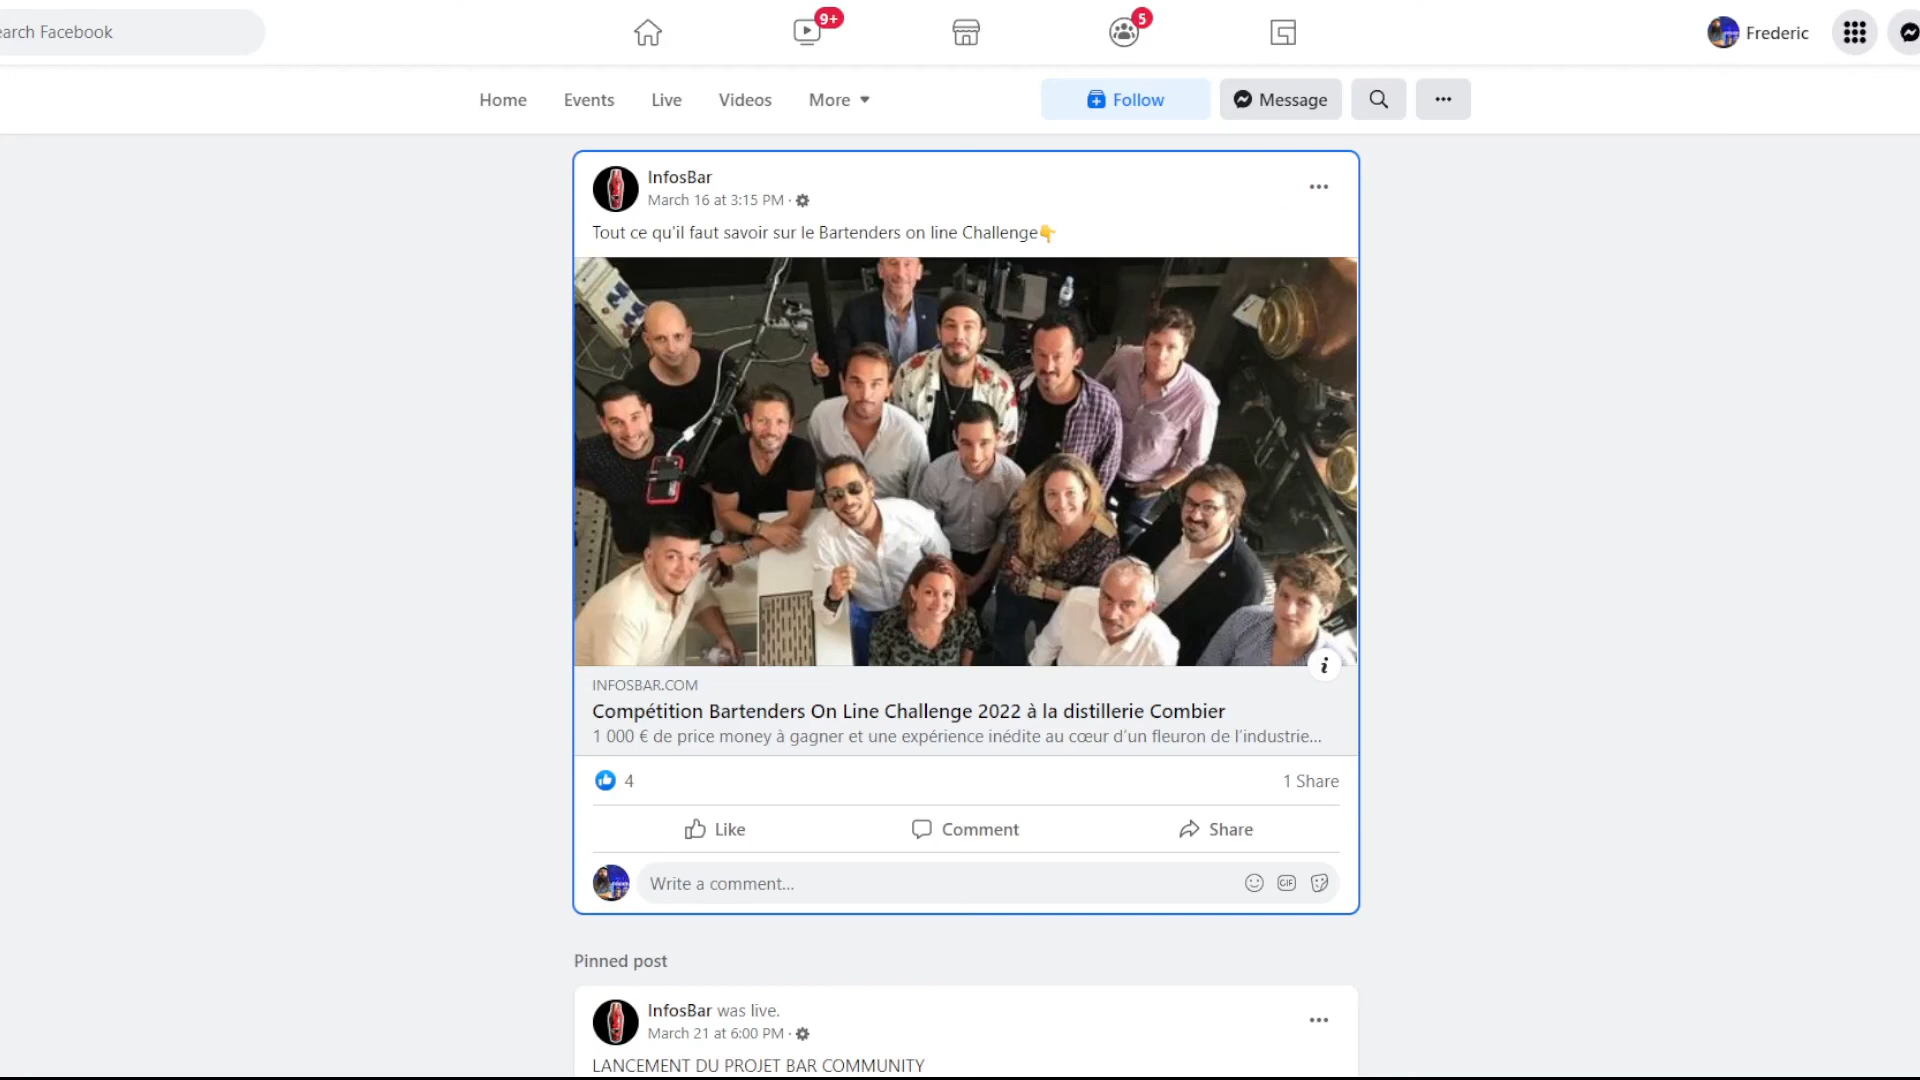 earch Facebook
9+
5
Frederic
Home Events Live Videos More
Follow Message
InfosBar
March 16 at 3:15 PM ·
Tout ce qu'il faut savoir sur le Bartenders on line Challenge👇
INFOSBAR.COM
Compétition Bartenders On Line Challenge 2022 à la distillerie Combier
1 000 € de price money à gagner et une expérience inédite au cœur d'un fleuron de l'industrie...
4 1 Share
Like Comment Share
Write a comment...
GIF
Pinned post
InfosBar was live.
March 21 at 6:00 PM ·
LANCEMENT DU PROJET BAR COMMUNITY